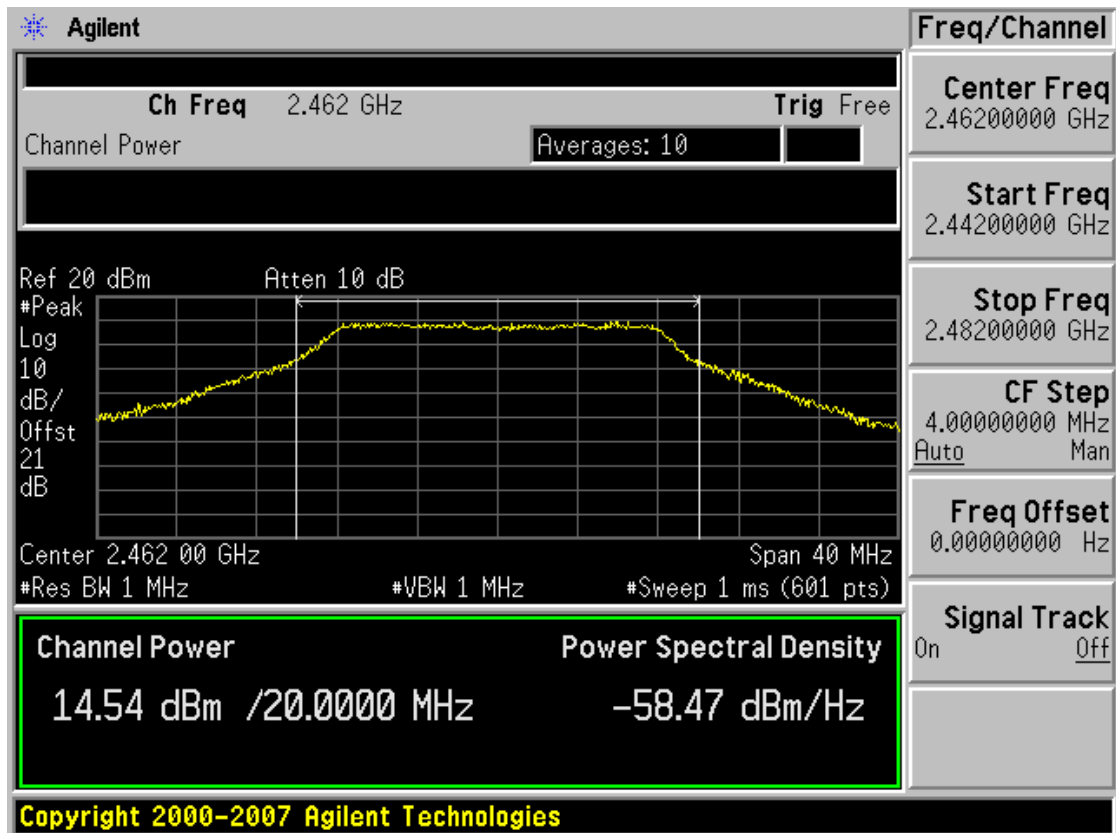 Agilent
Freq/Channel
Ch Freq 2.462 GHz Trig Free
Channel Power Averages: 10
Ref 20 dBm Atten 10 dB
#Peak
Log
10
dB/
Offst
21
dB
Center 2.462 00 GHz Span 40 MHz
#Res BW 1 MHz #VBW 1 MHz #Sweep 1 ms (601 pts)
Channel Power Power Spectral Density
14.54 dBm /20.0000 MHz -58.47 dBm/Hz
Center Freq
2.46200000 GHz
Start Freq
2.44200000 GHz
Stop Freq
2.48200000 GHz
CF Step
4.00000000 MHz
Auto Man
Freq Offset
0.00000000 Hz
Signal Track
On Off
Copyright 2000-2007 Agilent Technologies